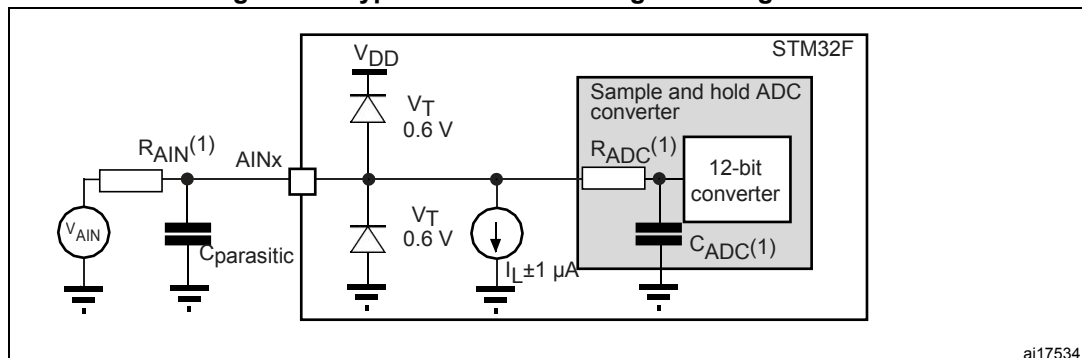 STM32F
VDD
Sample and hold ADC
converter
VT
0.6 V
RAIN(1)
AINx
RADC(1)
12-bit
converter
VAIN
Cparasitic
VT
0.6 V
IL±1 µA
CADC(1)
ai17534